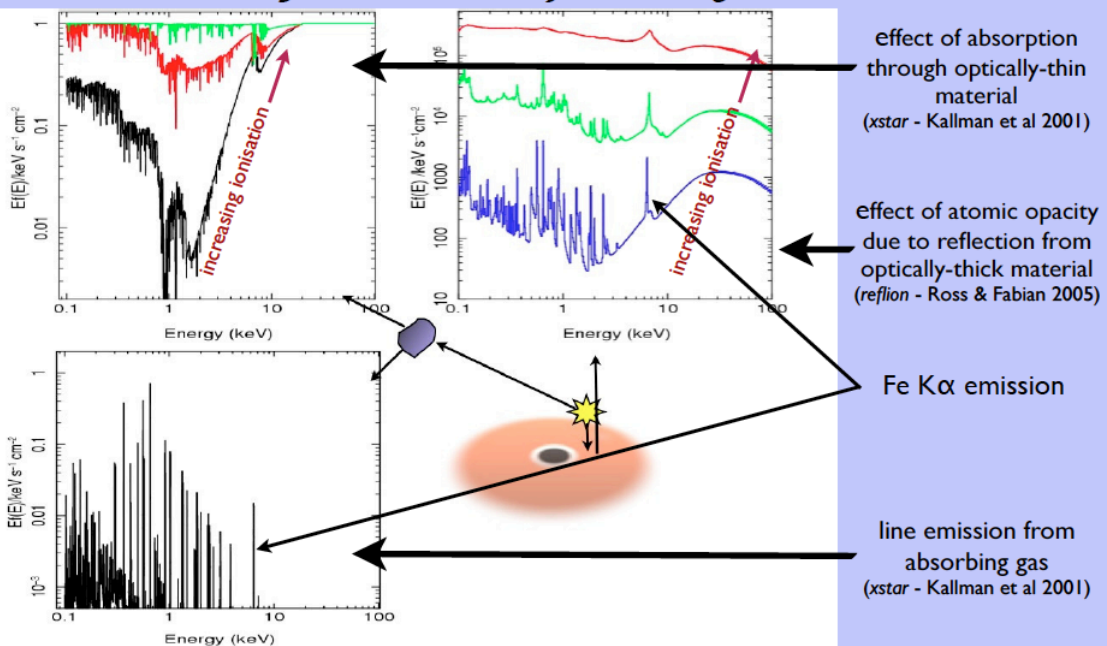 effect of absorption
through optically-thin
material
(xstar - Kallman et al 2001)
effect of atomic opacity
due to reflection from
optically-thick material
(reflion - Ross & Fabian 2005)
Fe Kα emission
line emission from
absorbing gas
(xstar - Kallman et al 2001)
Ef(E)/keV s⁻¹ cm⁻²
1
0.1
0.01
increasing ionisation
0.1
1
10
100
Energy (keV)
Ef(E) /keV s⁻¹cm⁻²
10⁵
10⁴
1000
100
10
increasing ionisation
0.1
1
10
100
Energy (keV)
Ef(E)/keV s⁻¹ cm⁻²
1
0.1
0.01
10⁻³
0.1
1
10
100
Energy (keV)